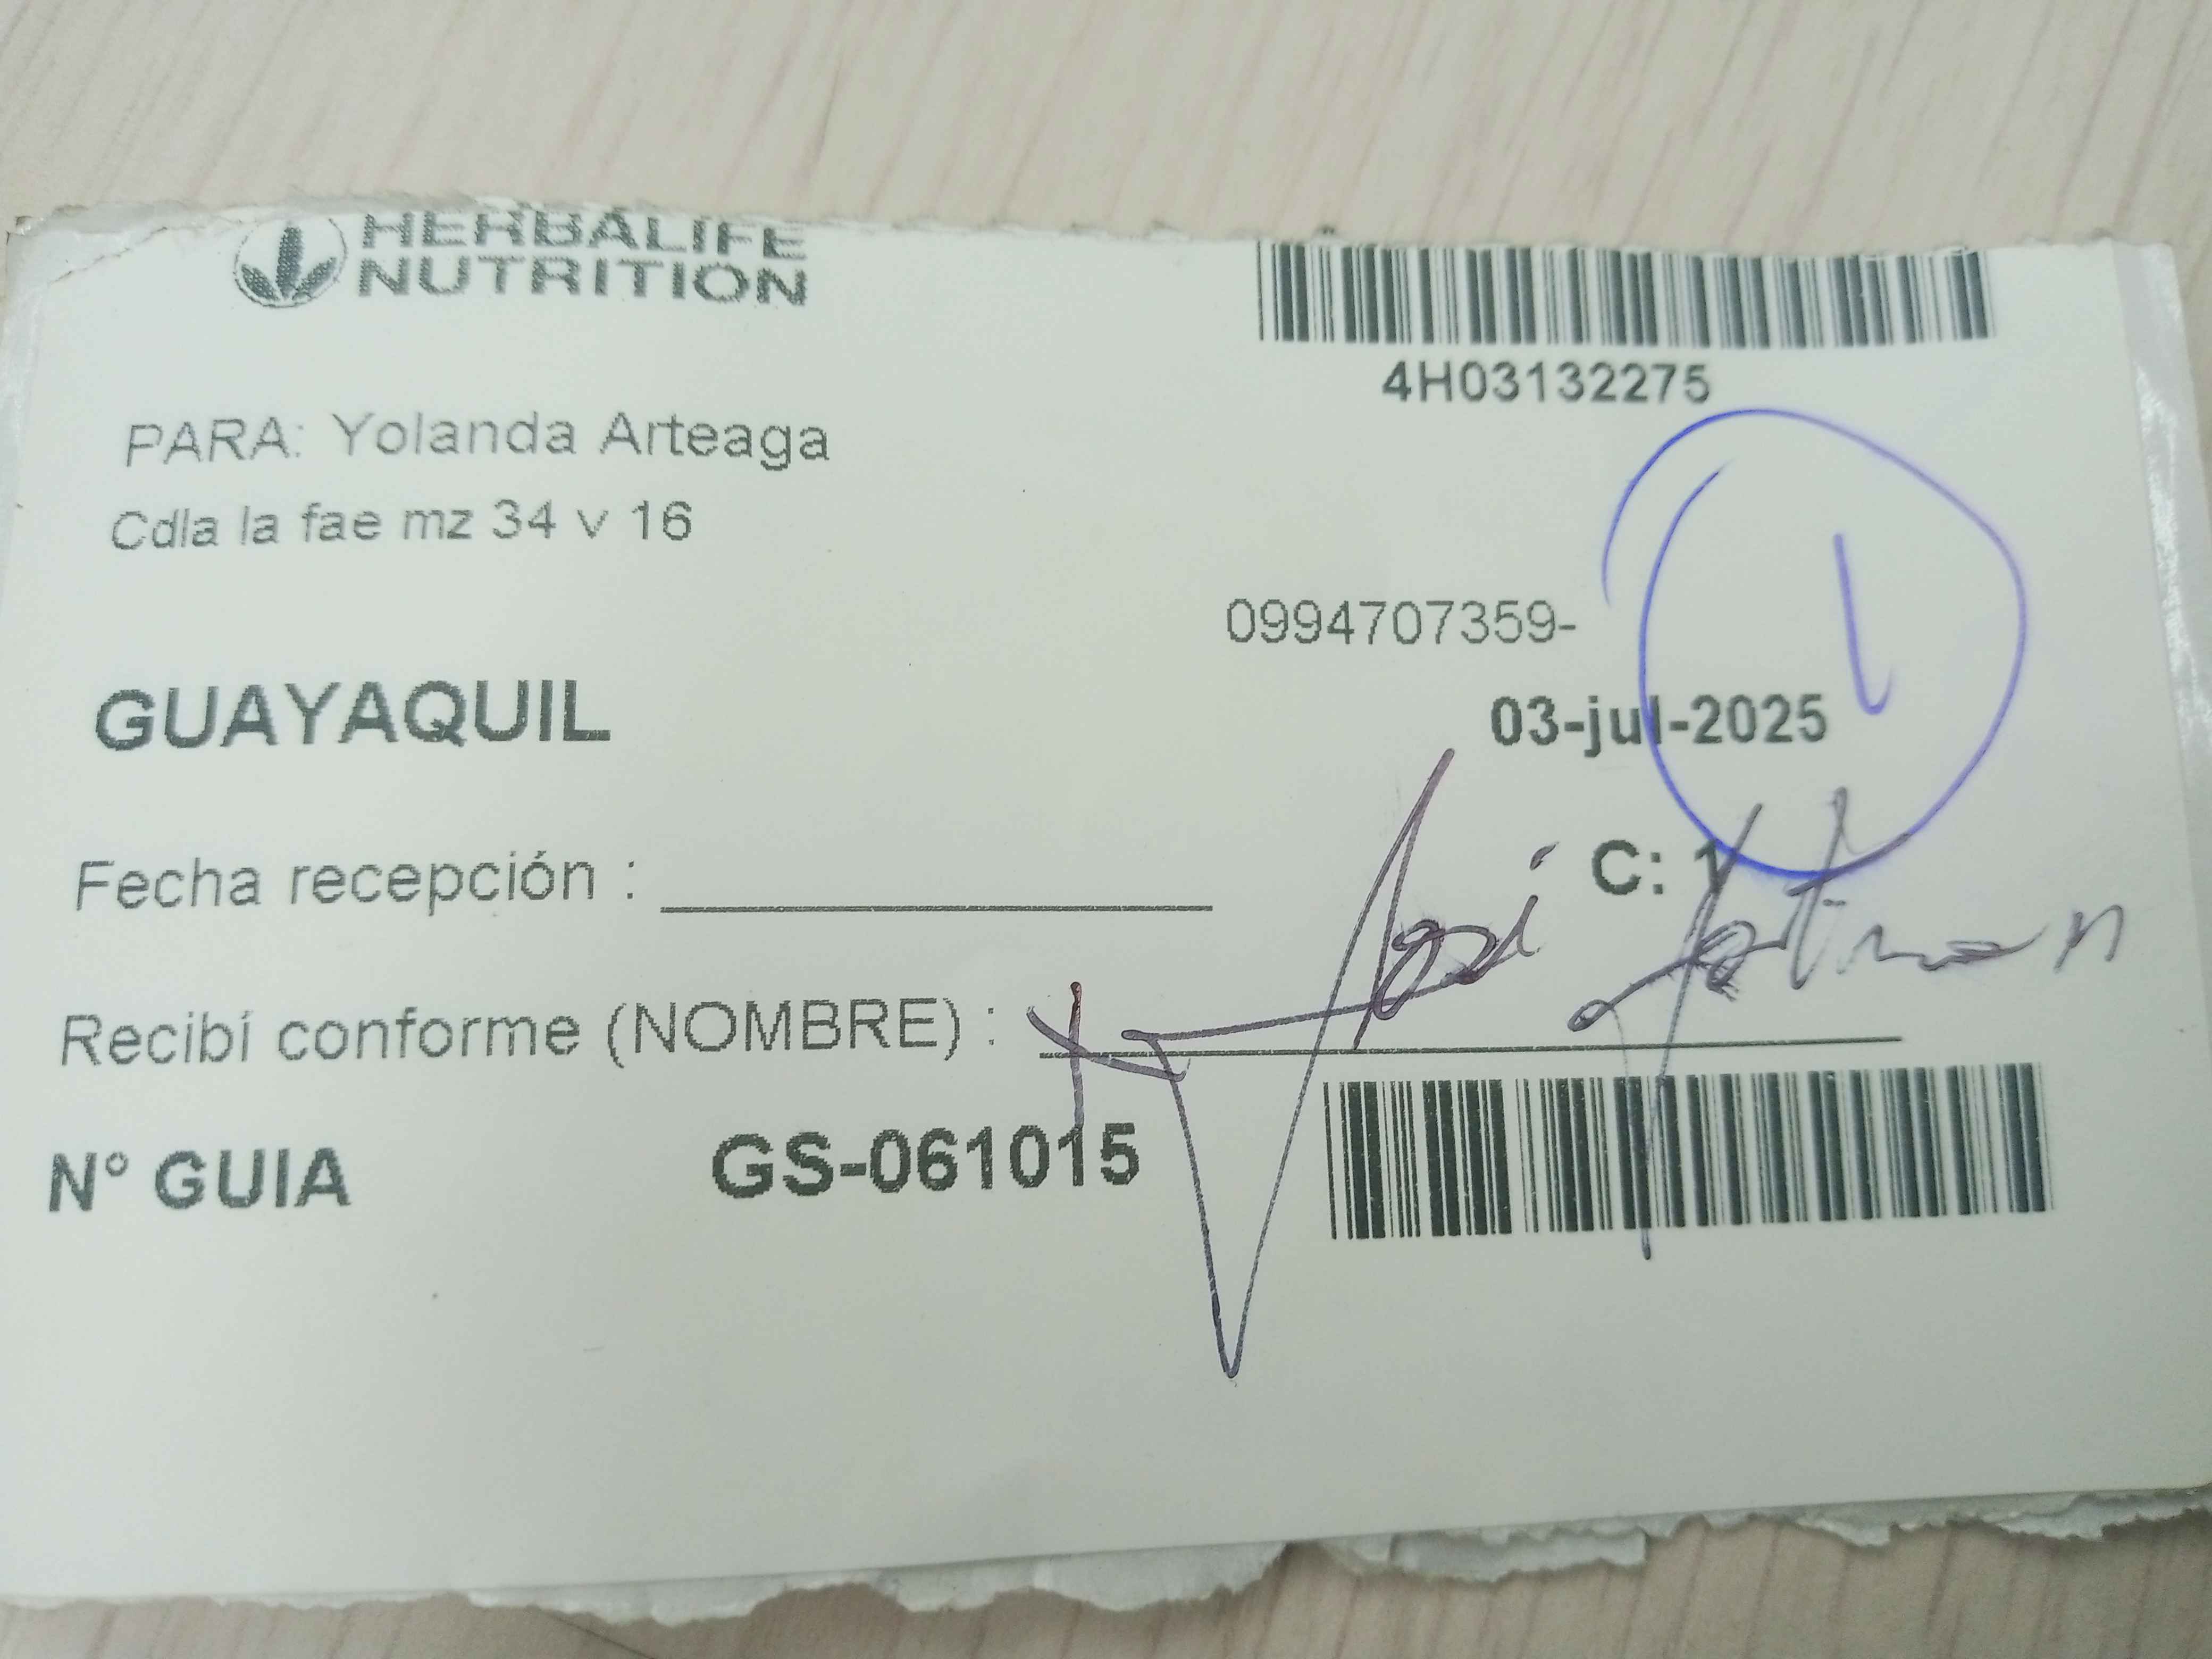 HERBALIFE
NUTRITION
4H03132275
PARA: Yolanda Arteaga
Cdla la fae mz 34 v 16
0994707359-
1
GUAYAQUIL
03-jul-2025
Fecha recepción :
C: 1
Recibí conforme (NOMBRE) : José
N° GUIA GS-061015